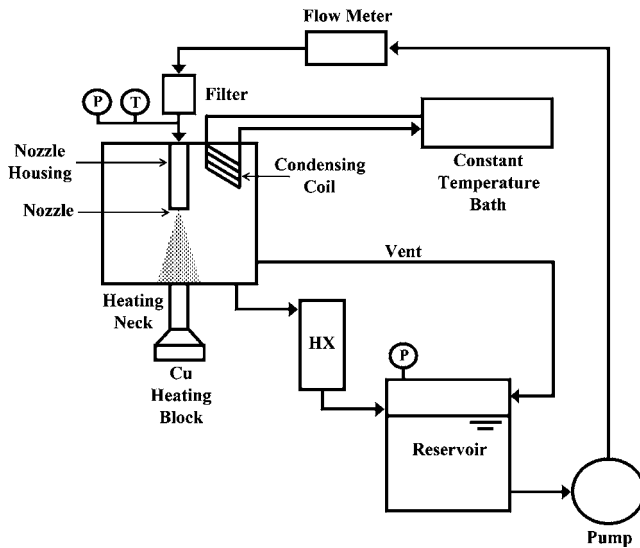 Flow Meter
P
T
Filter
Nozzle
Housing
Condensing
Coil
Constant
Temperature
Bath
Nozzle
Vent
Heating
Neck
HX
P
Cu
Heating
Block
Reservoir
Pump